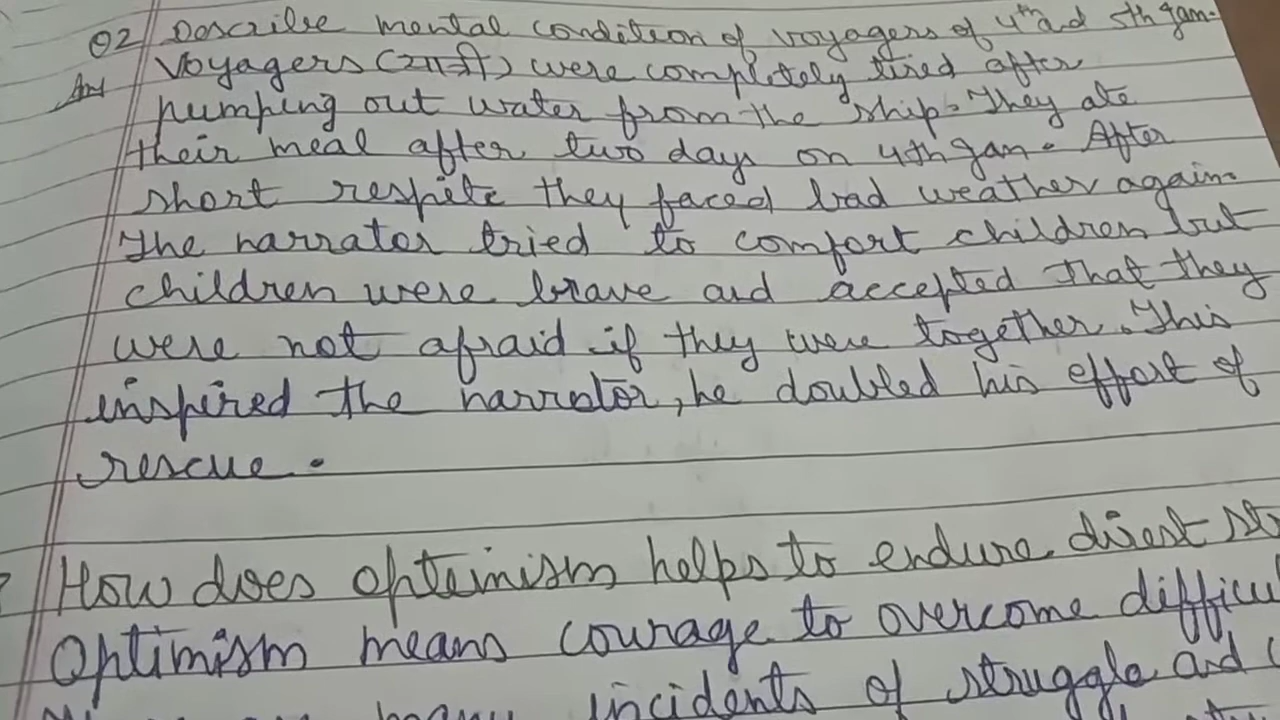 Q2 Describe mental condition of voyagers of 4th and 5th Jan.
Ans Voyagers (यात्री) were completely tired after
pumping out water from the ship. They ate
their meal after two days on 4th Jan. After
short respite they faced bad weather again.
The narrator tried to comfort children but
children were brave and accepted that they
were not afraid if they were together. This
inspired the narrator, he doubled his effort of
rescue.
How does optimism helps to endure direst
Optimism means courage to overcome
incidents of struggle and